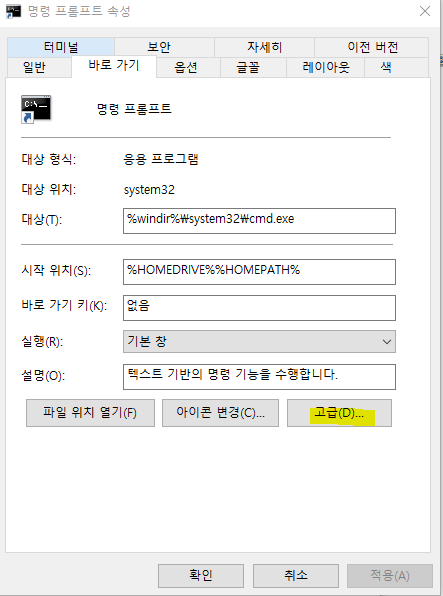 명령 프롬프트 속성
터미널 보안 자세히 이전 버전
일반 바로 가기 옵션 글꼴 레이아웃 색
C:\._
명령 프롬프트
대상 형식: 응용 프로그램
대상 위치: system32
대상(T): %windir%₩system32₩cmd.exe
시작 위치(S): %HOMEDRIVE%%HOMEPATH%
바로 가기 키(K): 없음
실행(R): 기본 창
설명(O): 텍스트 기반의 명령 기능을 수행합니다.
파일 위치 열기(F) 아이콘 변경(C)... 고급(D)...
확인 취소 적용(A)